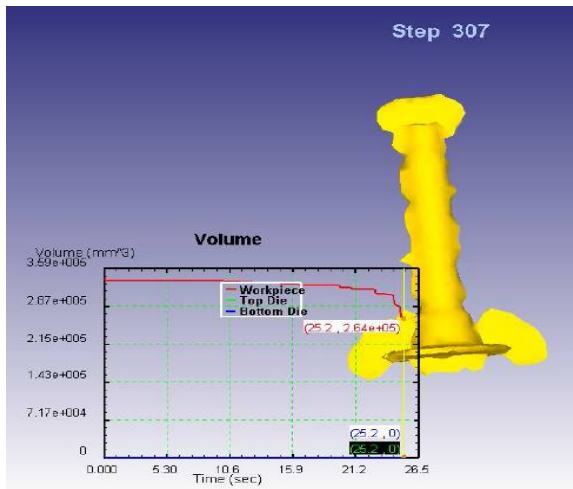 Step 307
Volume
Volume (mm^3)
3.59e+005
2.87e+005
2.15e+005
1.43e+005
7.17e+004
0
Workpiece
Top Die
Bottom Die
(25.2 , 2.64e+05)
(25.2 , 0)
(25.2 , 0)
0.000 5.30 10.6 15.9 21.2 26.5
Time (sec)